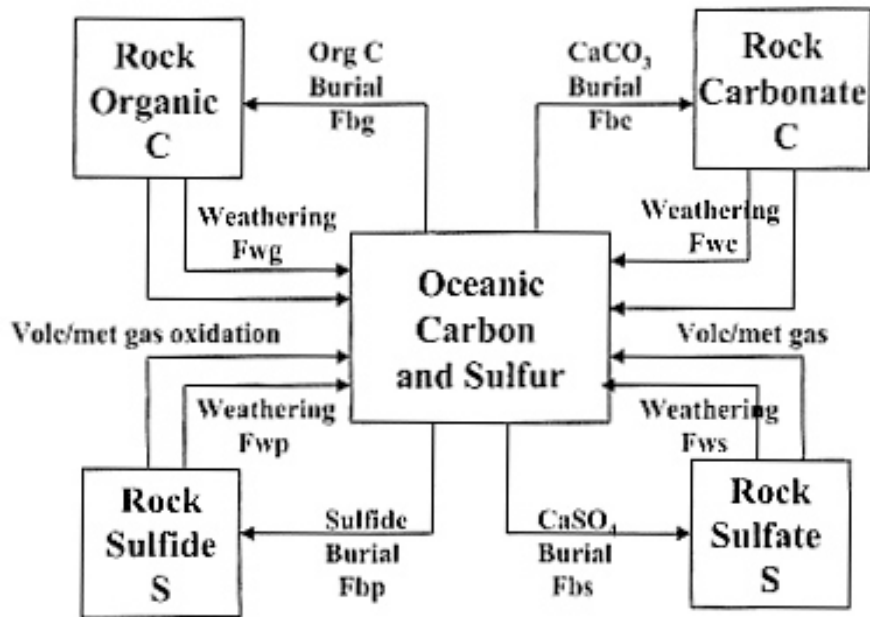 Rock
Organic
C
Org C
Burial
Fbg
CaCO₃
Burial
Fbc
Rock
Carbonate
C
Weathering
Fwg
Weathering
Fwc
Oceanic
Carbon
and Sulfur
Volc/met gas oxidation
Volc/met gas
Weathering
Fwp
Weathering
Fws
Rock
Sulfide
S
Sulfide
Burial
Fbp
CaSO₄
Burial
Fbs
Rock
Sulfate
S